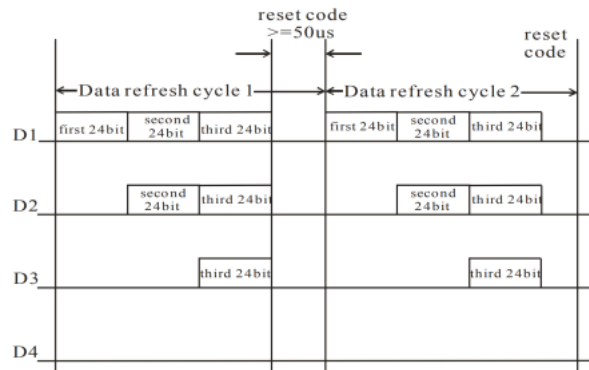 reset code
>=50us
reset
code
Data refresh cycle 1
Data refresh cycle 2
D1
first 24bit
second
24bit
third 24bit
first 24bit
second
24bit
third 24bit
D2
second
24bit
third 24bit
second
24bit
third 24bit
D3
third 24bit
third 24bit
D4